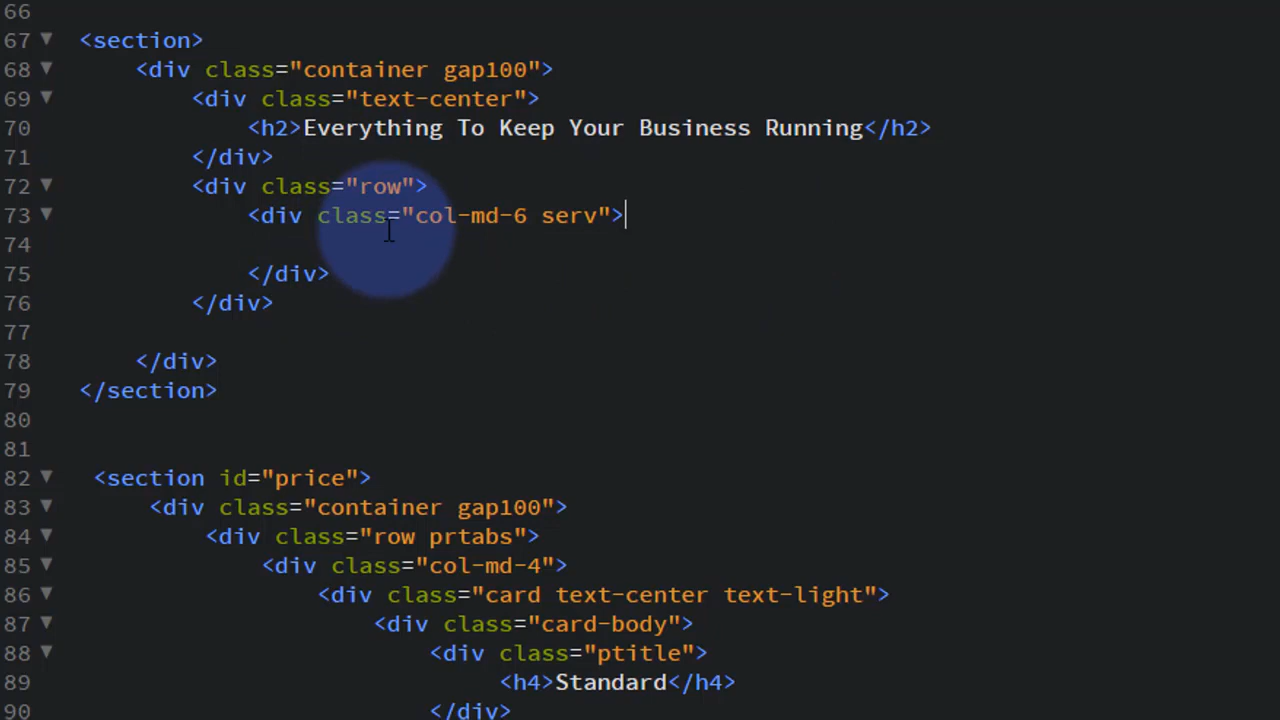 66
67 <section>
68 <div class="container gap100">
69 <div class="text-center">
70 <h2>Everything To Keep Your Business Running</h2>
71 </div>
72 <div class="row">
73 <div class="col-md-6 serv">
74
75 </div>
76 </div>
77
78 </div>
79 </section>
80
81
82 <section id="price">
83 <div class="container gap100">
84 <div class="row prtabs">
85 <div class="col-md-4">
86 <div class="card text-center text-light">
87 <div class="card-body">
88 <div class="ptitle">
89 <h4>Standard</h4>
90 </div>